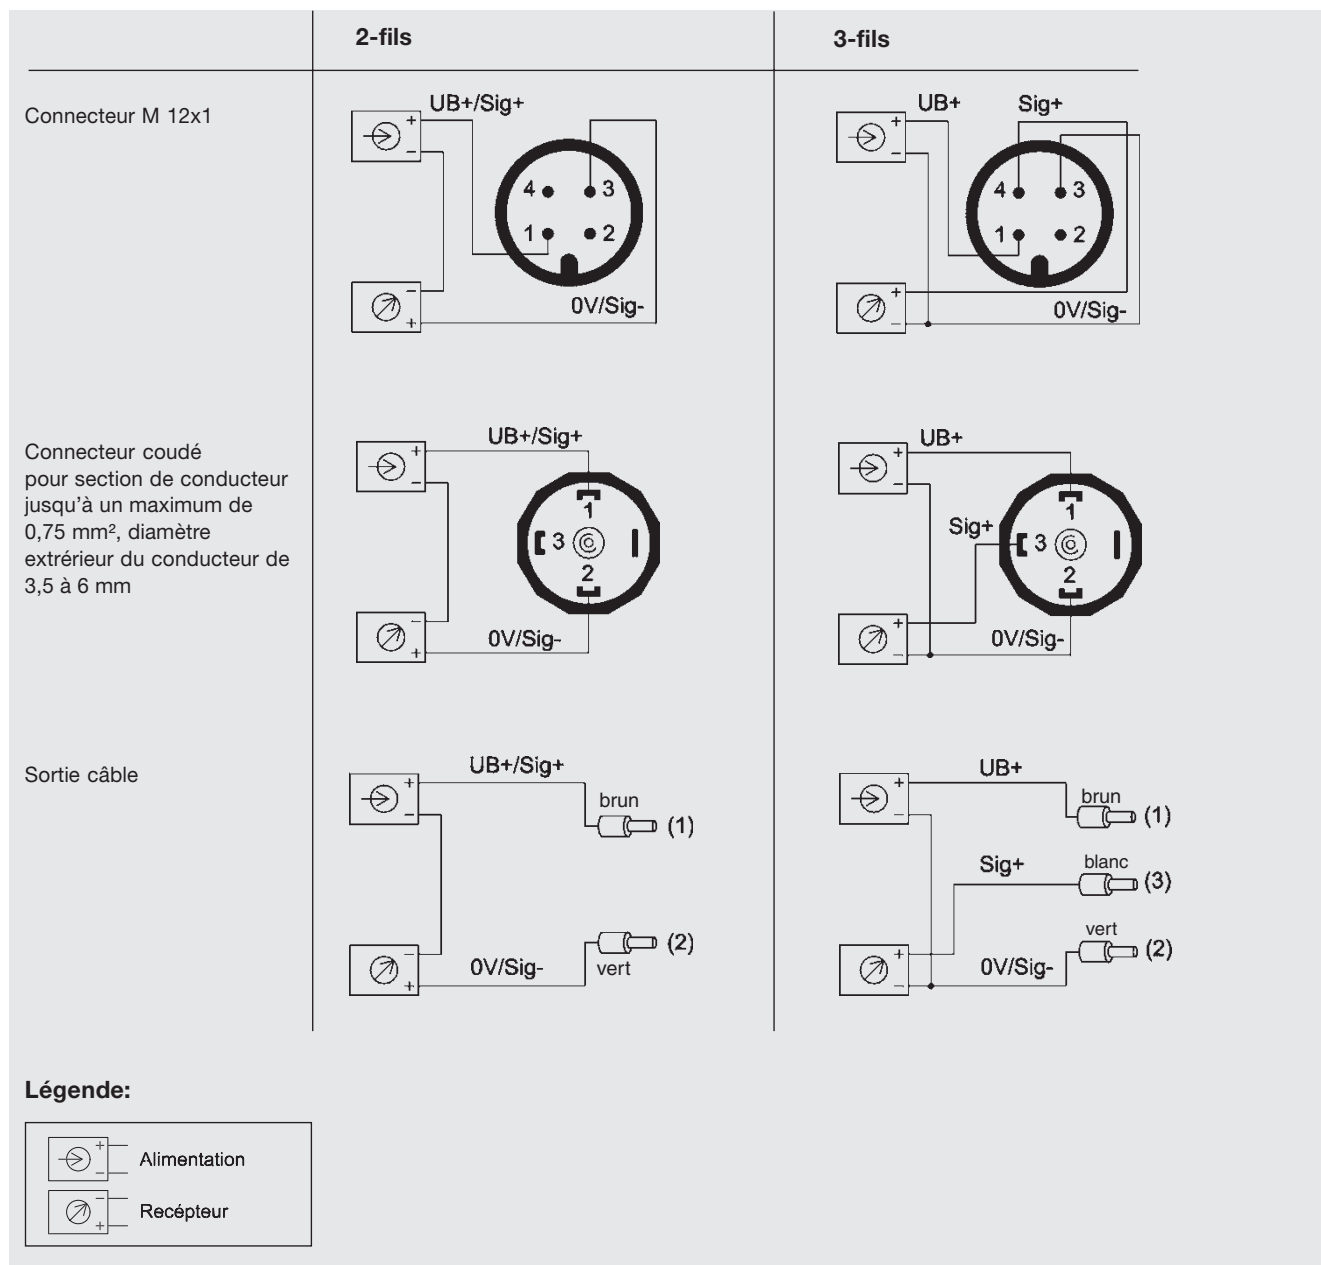 2-fils
3-fils
Connecteur M 12x1
UB+/Sig+
+
−
4
3
1
2
−
+
0V/Sig-
UB+
Sig+
+
−
4
3
1
2
+
−
0V/Sig-
Connecteur coudé
pour section de conducteur
jusqu'à un maximum de
0,75 mm², diamètre
extrérieur du conducteur de
3,5 à 6 mm
UB+/Sig+
+
−
1
3
2
−
+
0V/Sig-
UB+
+
−
Sig+
1
3
2
+
−
0V/Sig-
Sortie câble
UB+/Sig+
+
−
brun
(1)
−
+
0V/Sig-
(2)
vert
UB+
+
−
brun
(1)
Sig+
blanc
(3)
vert
(2)
+
−
0V/Sig-
Légende:
+
−
Alimentation
−
+
Recépteur